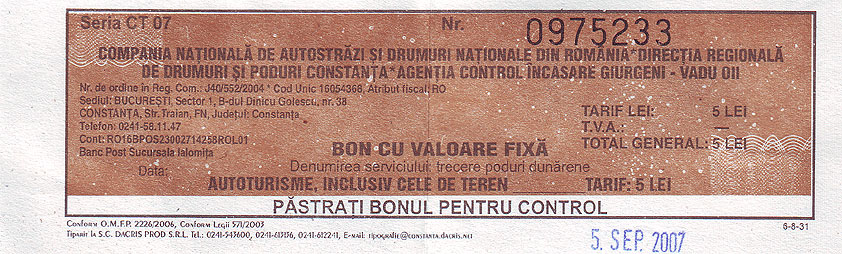 Seria CT 07 Nr. 0975233
COMPANIA NAȚIONALĂ DE AUTOSTRĂZI ȘI DRUMURI NAȚIONALE DIN ROMÂNIA*DIRECȚIA REGIONALĂ
DE DRUMURI ȘI PODURI CONSTANȚA*AGENȚIA CONTROL ÎNCASARE GIURGENI - VADU OII
Nr. de ordine în Reg. Com.: J40/552/2004 * Cod Unic 16054368, Atribut fiscal: RO
Sediul: BUCUREȘTI, Sector 1, B-dul Dinicu Golescu, nr. 38
CONSTANȚA, Str. Traian, FN, Județul: Constanța
Telefon: 0241-58.11.47
Cont: RO16BPOS23002714258ROL01
Banc Post Sucursala Ialomița
TARIF LEI: 5 LEI
T.V.A.: —
TOTAL GENERAL: 5 LEI
BON CU VALOARE FIXĂ
Data: Denumirea serviciului: trecere poduri dunărene
AUTOTURISME, INCLUSIV CELE DE TEREN TARIF: 5 LEI
PĂSTRATI BONUL PENTRU CONTROL
Conform O.M.F.P. 2226/2006, Conform Legii 571/2003 6-8-31
Tiparit la S.C. DACRIS PROD S.R.L. Tel.: 0241-543600, 0241-613136, 0241-612241, E-mail: tipografie@constanta.dacris.net
5. SEP. 2007